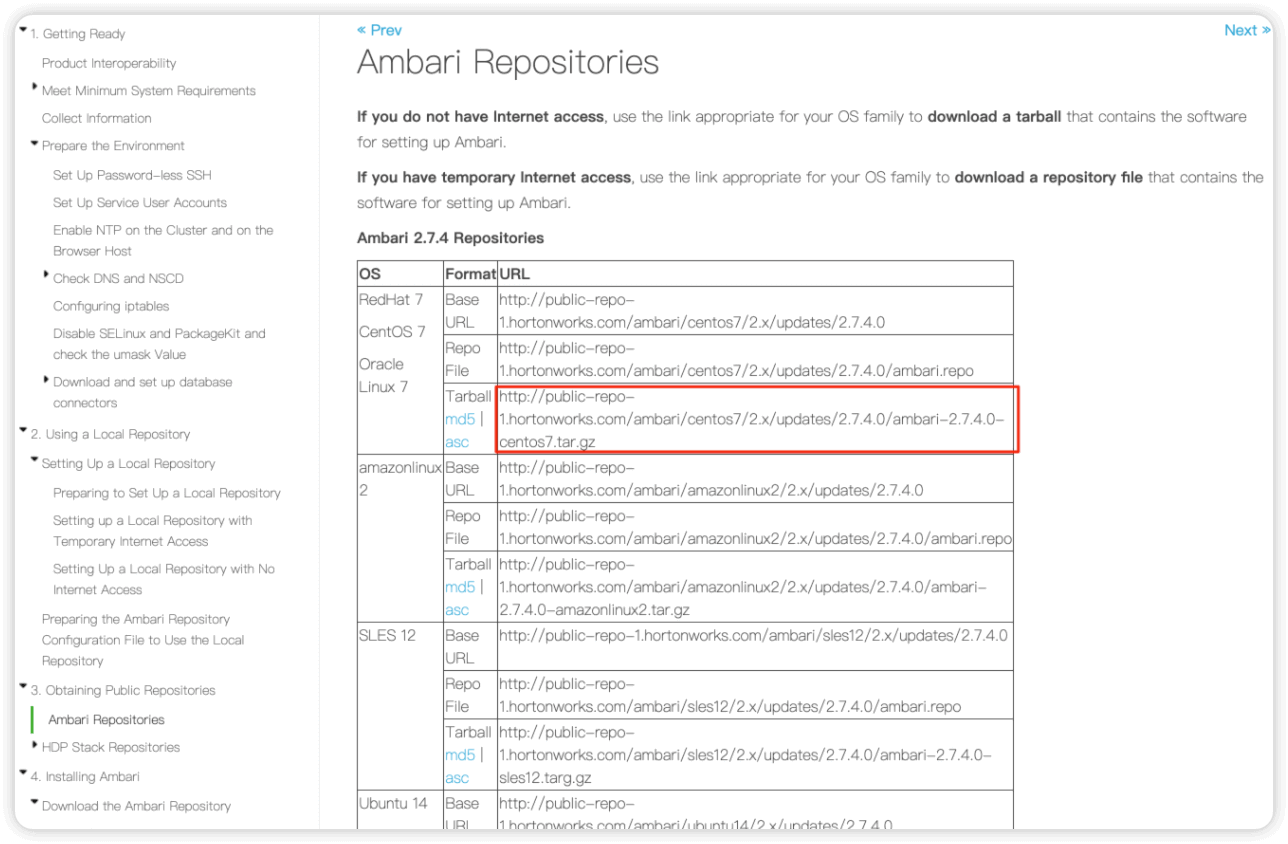 1. Getting Ready
Product Interoperability
Meet Minimum System Requirements
Collect Information
Prepare the Environment
Set Up Password-less SSH
Set Up Service User Accounts
Enable NTP on the Cluster and on the
Browser Host
Check DNS and NSCD
Configuring iptables
Disable SELinux and PackageKit and
check the umask Value
Download and set up database
connectors
2. Using a Local Repository
Setting Up a Local Repository
Preparing to Set Up a Local Repository
Setting up a Local Repository with
Temporary Internet Access
Setting Up a Local Repository with No
Internet Access
Preparing the Ambari Repository
Configuration File to Use the Local
Repository
3. Obtaining Public Repositories
Ambari Repositories
HDP Stack Repositories
4. Installing Ambari
Download the Ambari Repository
« Prev
Next »
Ambari Repositories
If you do not have Internet access, use the link appropriate for your OS family to download a tarball that contains the software
for setting up Ambari.
If you have temporary Internet access, use the link appropriate for your OS family to download a repository file that contains the
software for setting up Ambari.
Ambari 2.7.4 Repositories
OS Format URL
RedHat 7
CentOS 7
Oracle
Linux 7
Base
URL
http://public-repo-
1.hortonworks.com/ambari/centos7/2.x/updates/2.7.4.0
Repo
File
http://public-repo-
1.hortonworks.com/ambari/centos7/2.x/updates/2.7.4.0/ambari.repo
Tarball
md5 |
asc
http://public-repo-
1.hortonworks.com/ambari/centos7/2.x/updates/2.7.4.0/ambari-2.7.4.0-
centos7.tar.gz
amazonlinux
2
Base
URL
http://public-repo-
1.hortonworks.com/ambari/amazonlinux2/2.x/updates/2.7.4.0
Repo
File
http://public-repo-
1.hortonworks.com/ambari/amazonlinux2/2.x/updates/2.7.4.0/ambari.repo
Tarball
md5 |
asc
http://public-repo-
1.hortonworks.com/ambari/amazonlinux2/2.x/updates/2.7.4.0/ambari-
2.7.4.0-amazonlinux2.tar.gz
SLES 12
Base
URL
http://public-repo-1.hortonworks.com/ambari/sles12/2.x/updates/2.7.4.0
Repo
File
http://public-repo-
1.hortonworks.com/ambari/sles12/2.x/updates/2.7.4.0/ambari.repo
Tarball
md5 |
asc
http://public-repo-
1.hortonworks.com/ambari/sles12/2.x/updates/2.7.4.0/ambari-2.7.4.0-
sles12.targ.gz
Ubuntu 14
Base
URL
http://public-repo-
1.hortonworks.com/ambari/ubuntu14/2.x/updates/2.7.4.0